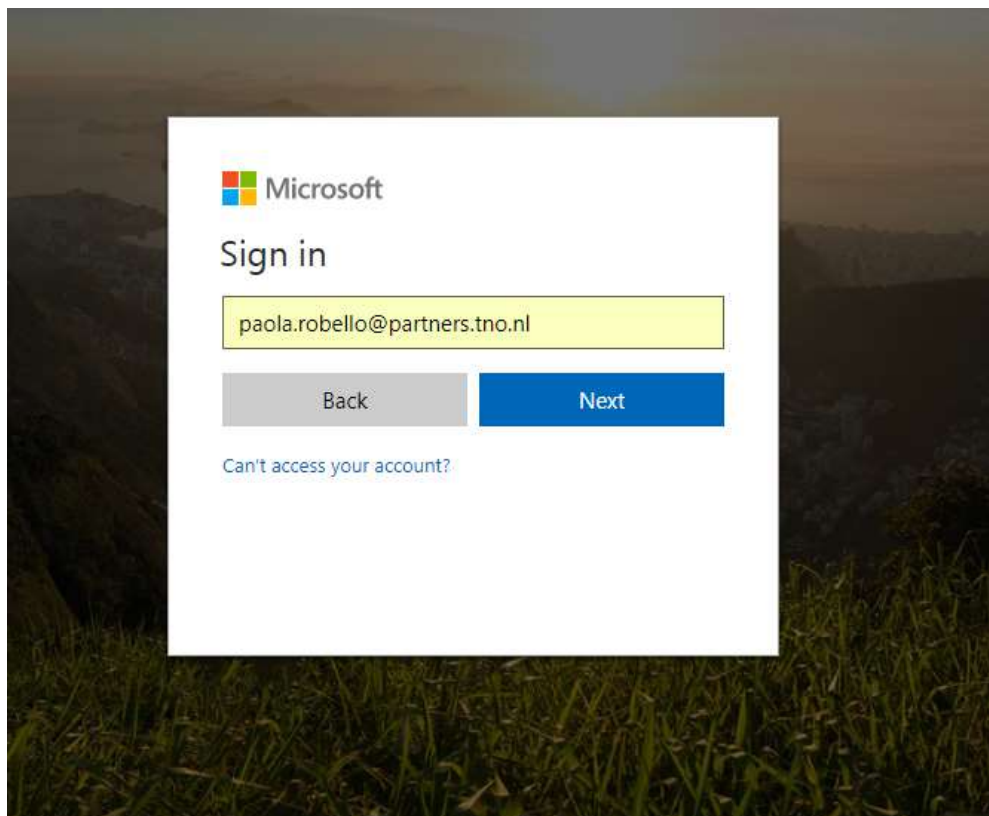 Microsoft
Sign in
paola.robello@partners.tno.nl
Back
Next
Can't access your account?